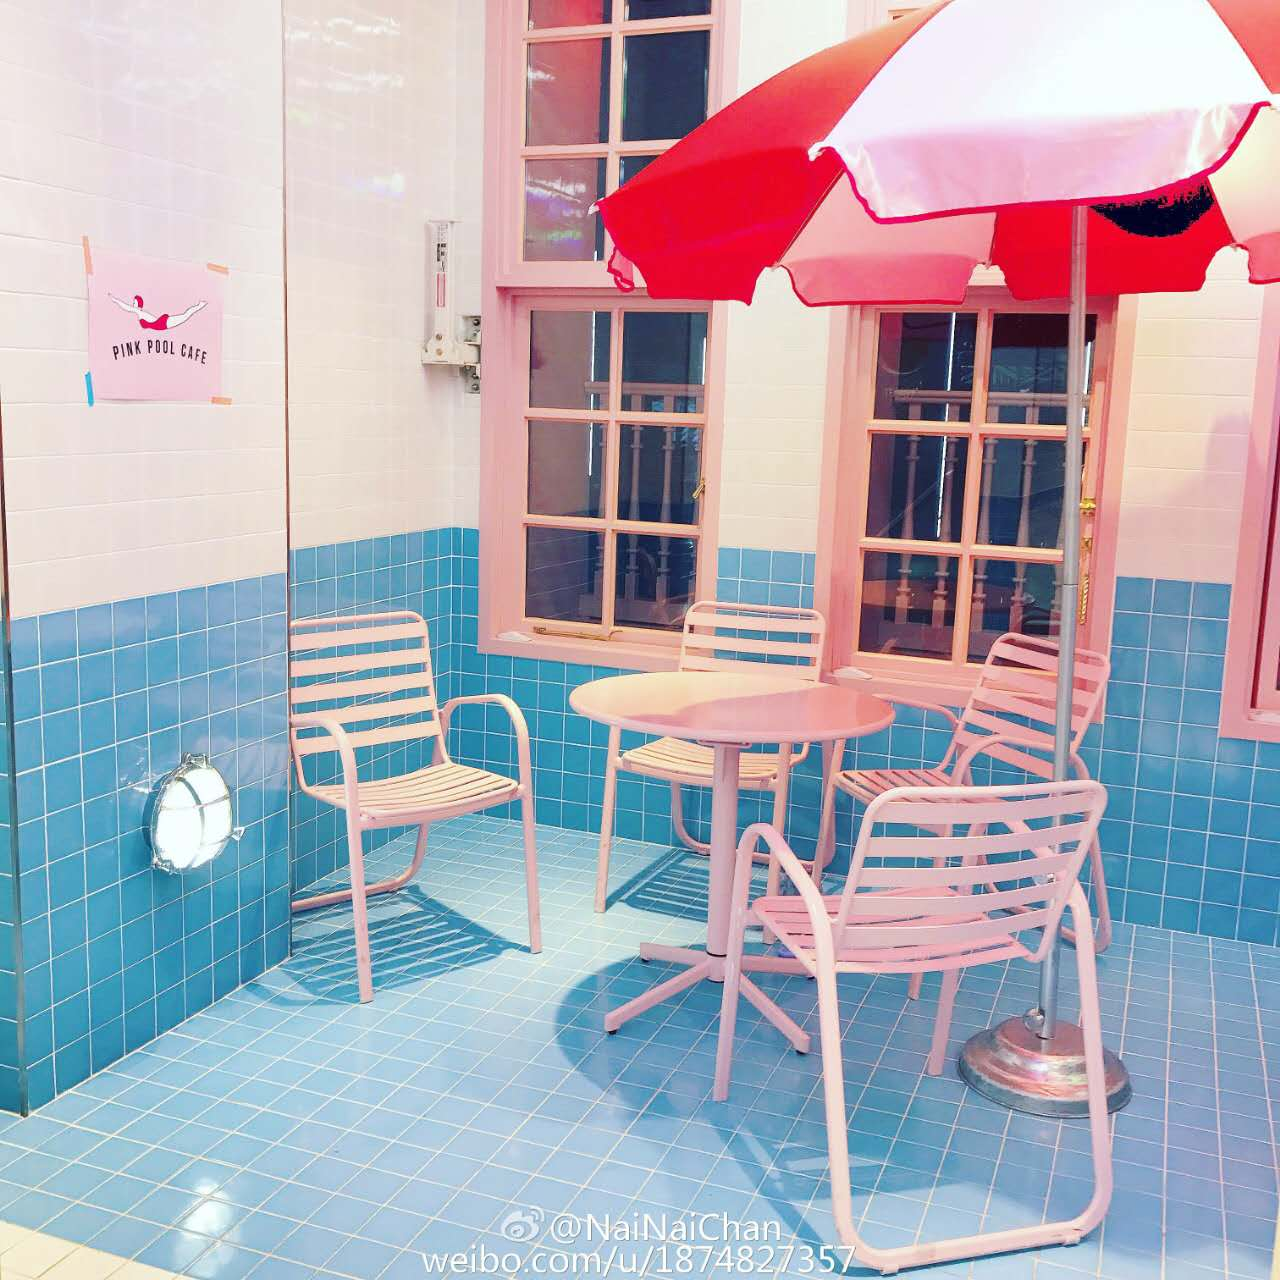 PINK POOL CAFE
@NaiNaiChan
weibo.com/u/1874827357